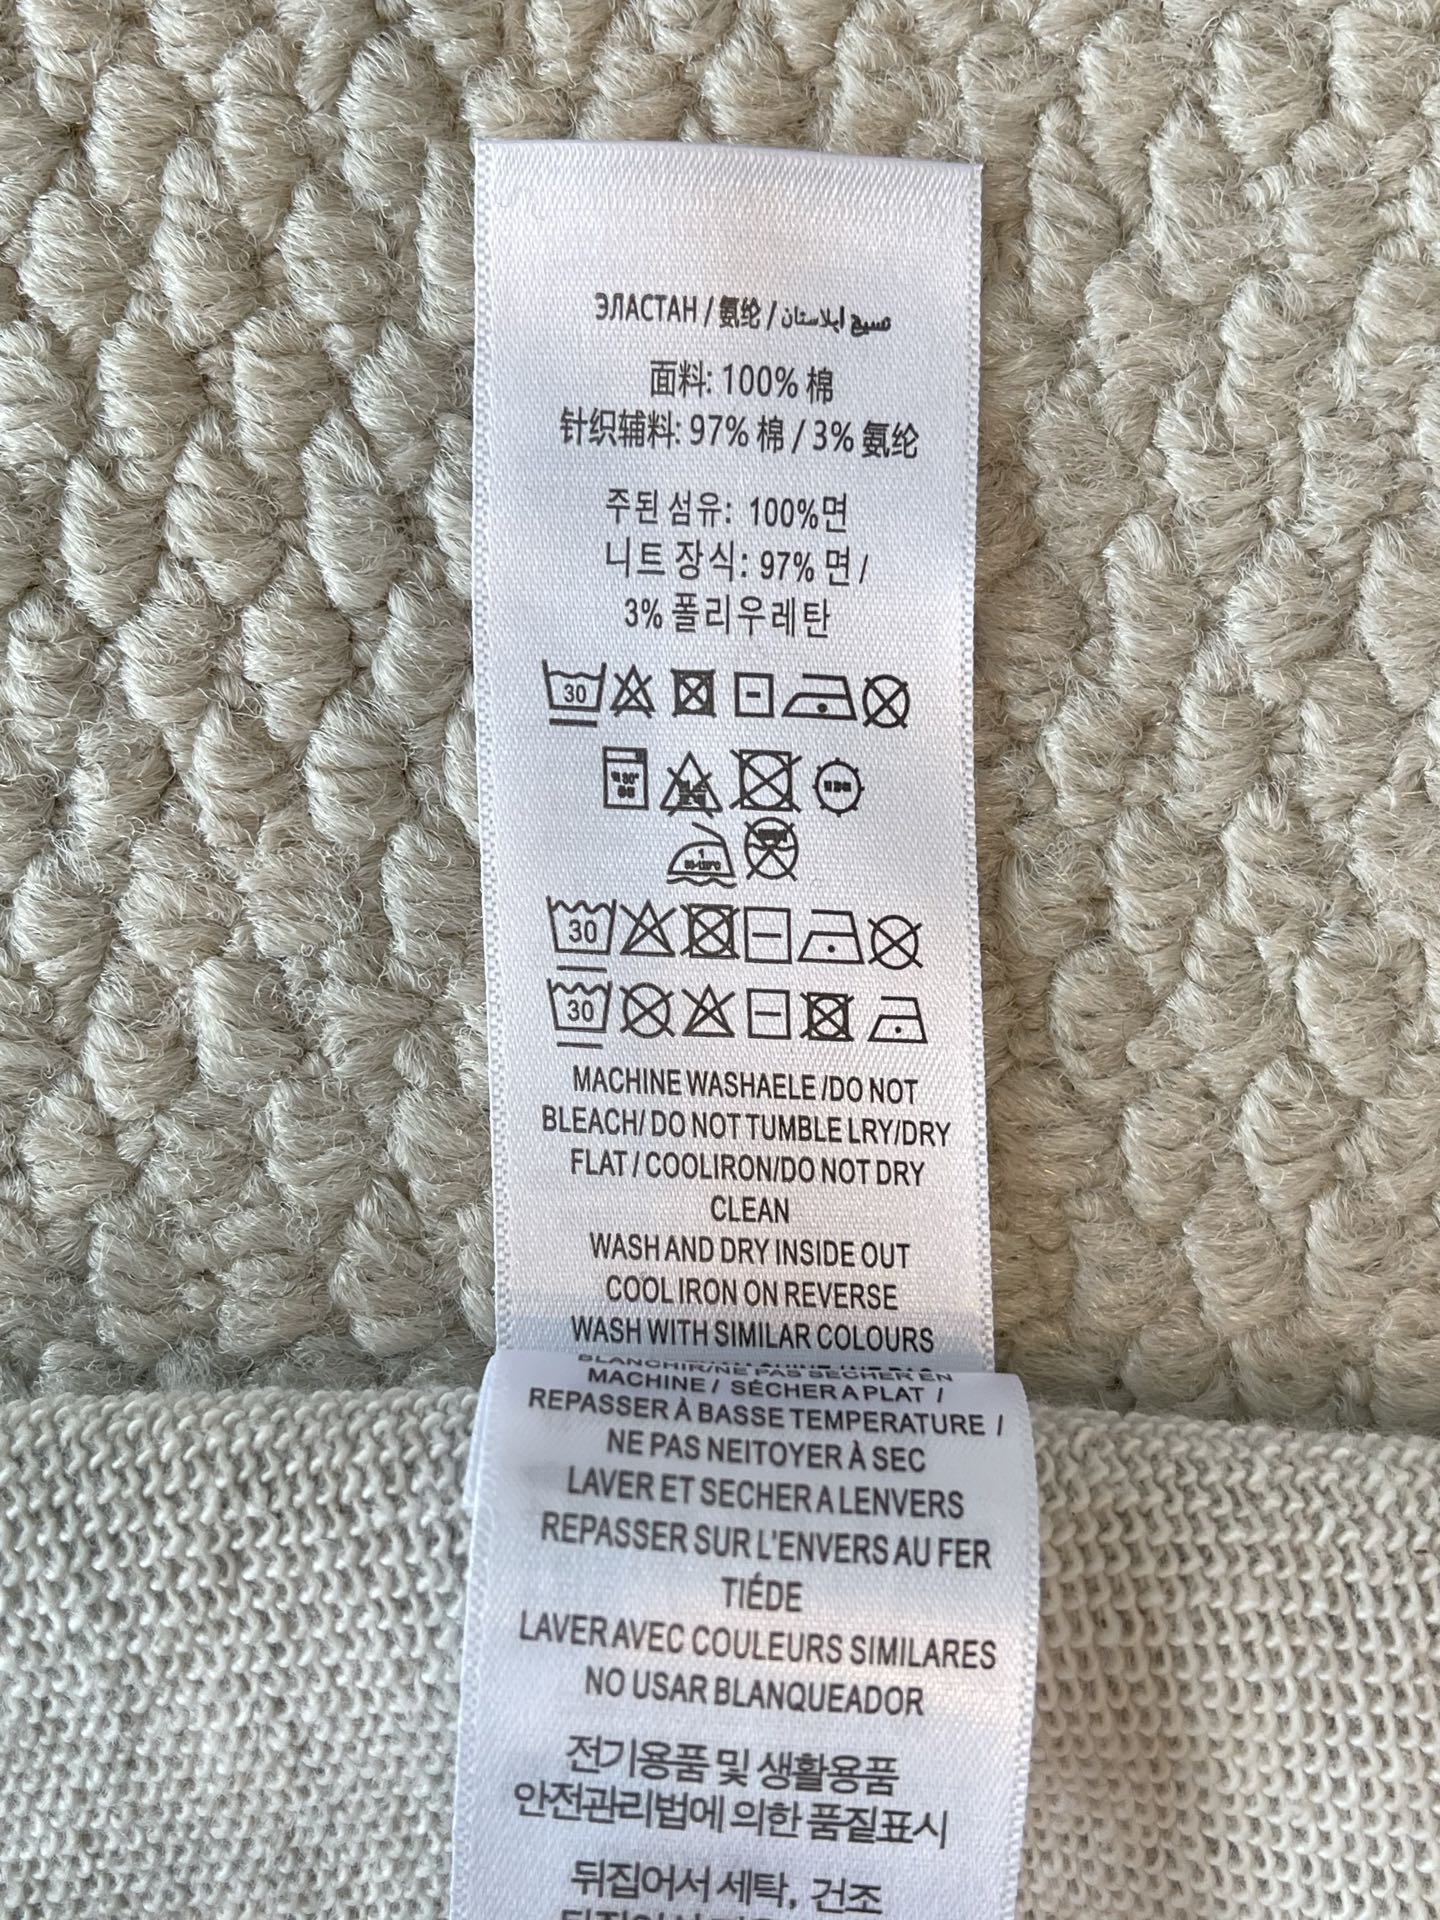 ЭЛАСТАН / 氨纶 /
面料: 100% 棉
针织辅料: 97% 棉 / 3% 氨纶
주된 섬유: 100%면
니트 장식: 97% 면 /
3% 폴리우레탄
30
30
30
MACHINE WASHAELE /DO NOT
BLEACH/ DO NOT TUMBLE LRY/DRY
FLAT / COOLIRON/DO NOT DRY
CLEAN
WASH AND DRY INSIDE OUT
COOL IRON ON REVERSE
WASH WITH SIMILAR COLOURS
MACHINE / SÉCHER A PLAT /
REPASSER À BASSE TEMPERATURE /
NE PAS NEITOYER À SEC
LAVER ET SECHER A LENVERS
REPASSER SUR L'ENVERS AU FER
TIÉDE
LAVER AVEC COULEURS SIMILARES
NO USAR BLANQUEADOR
전기용품 및 생활용품
안전관리법에 의한 품질표시
뒤집어서 세탁, 건조